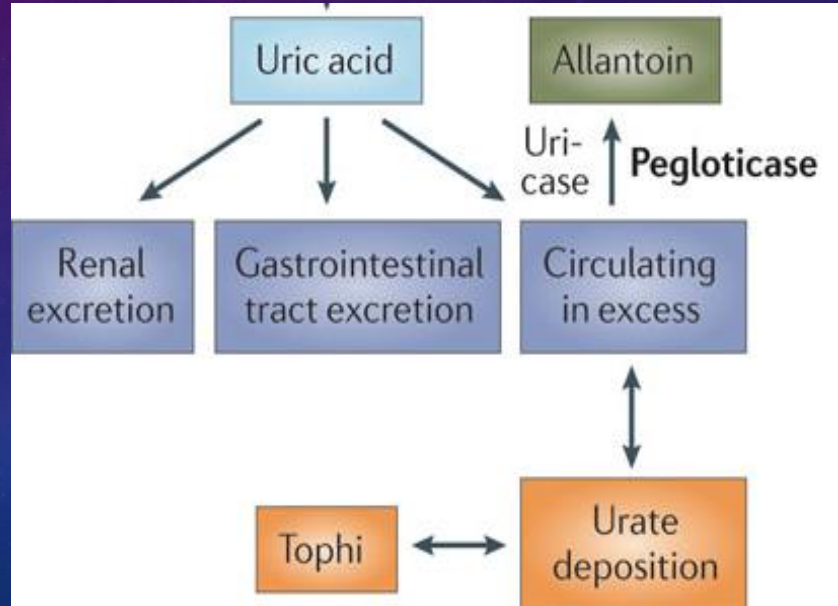 Uric acid
Allantoin
Uri-
case
Pegloticase
Renal
excretion
Gastrointestinal
tract excretion
Circulating
in excess
Tophi
Urate
deposition